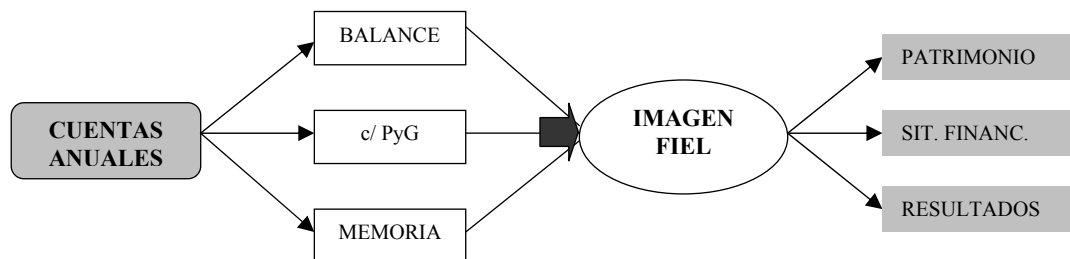 CUENTAS
ANUALES
BALANCE
c/ PyG
MEMORIA
IMAGEN
FIEL
PATRIMONIO
SIT. FINANC.
RESULTADOS